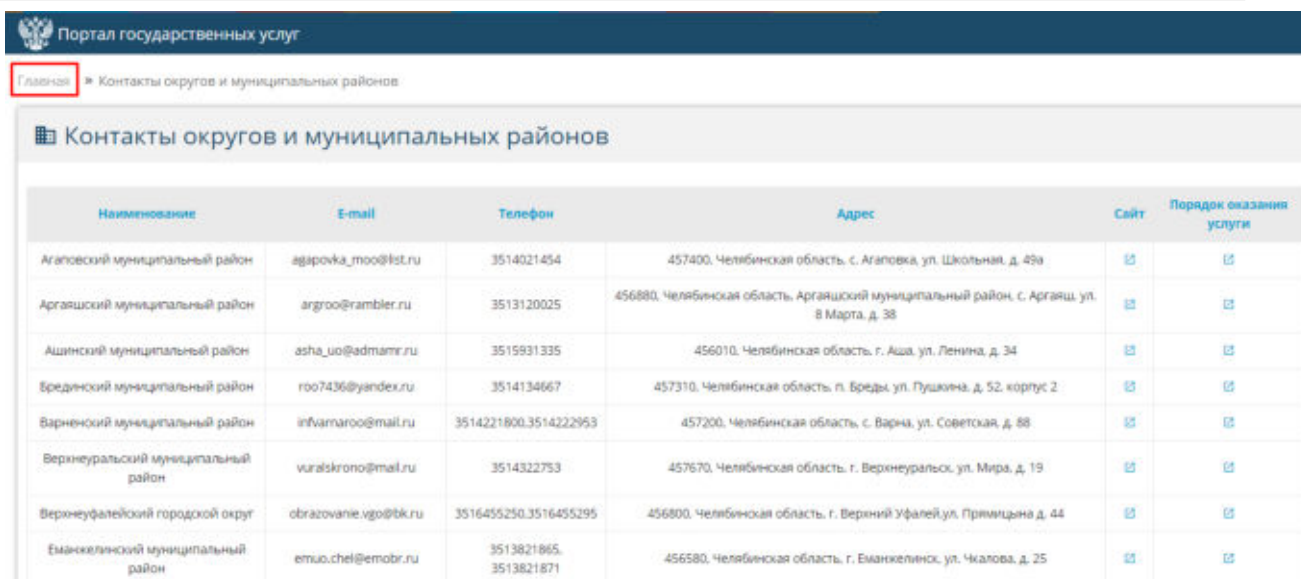 Портал государственных услуг
Главная » Контакты округов и муниципальных районов
Контакты округов и муниципальных районов
Наименование E-mail Телефон Адрес Сайт Порядок оказания услуги
Агаповский муниципальный район agapovka_moo@list.ru 3514021454 457400, Челябинская область, с. Агаповка, ул. Школьная, д. 49а
Аргаяшский муниципальный район argroo@rambler.ru 3513120025 456880, Челябинская область, Аргаяшский муниципальный район, с. Аргаяш, ул. 8 Марта, д. 38
Ашинский муниципальный район asha_uo@admamr.ru 3515931335 456010, Челябинская область, г. Аша, ул. Ленина, д. 34
Брединский муниципальный район roo7436@yandex.ru 3514134667 457310, Челябинская область, п. Бреды, ул. Пушкина, д. 52, корпус 2
Варненский муниципальный район infvarnaroo@mail.ru 3514221800,3514222953 457200, Челябинская область, с. Варна, ул. Советская, д. 88
Верхнеуральский муниципальный район vuralskrono@mail.ru 3514322753 457670, Челябинская область, г. Верхнеуральск, ул. Мира, д. 19
Верхнеуфалейский городской округ obrazovanie.vgo@bk.ru 3516455250,3516455295 456800, Челябинская область, г. Верхний Уфалей,ул. Прямицына д. 44
Еманжелинский муниципальный район emuo.chel@emobr.ru 3513821865, 3513821871 456580, Челябинская область, г. Еманжелинск, ул. Чкалова, д. 25